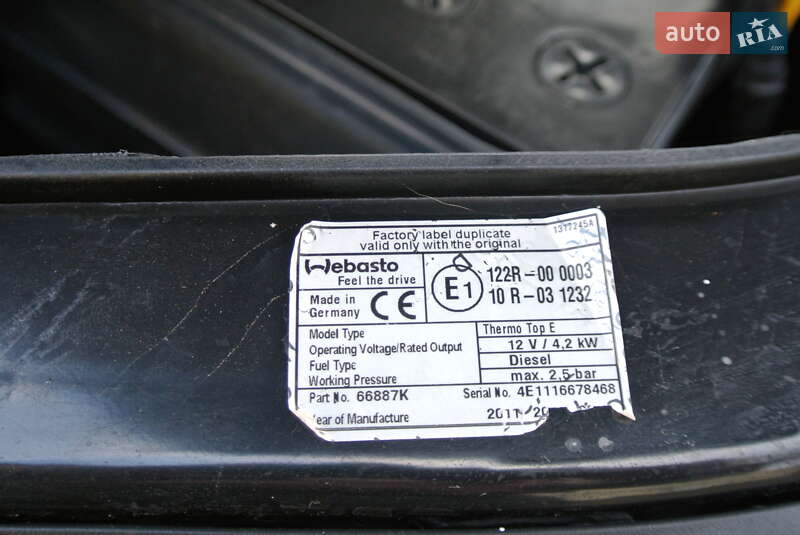 auto RIA .com
Factory label duplicate
valid only with the original
1317245A
Webasto
Feel the drive
Made in
Germany
CE
E1
122R-00 0003
10 R-03 1232
Model Type Thermo Top E
Operating Voltage/Rated Output 12 V / 4,2 kW
Fuel Type Diesel
Working Pressure max. 2,5 bar
Part No. 66887K Serial No. 4E1116678468
Year of Manufacture 2011